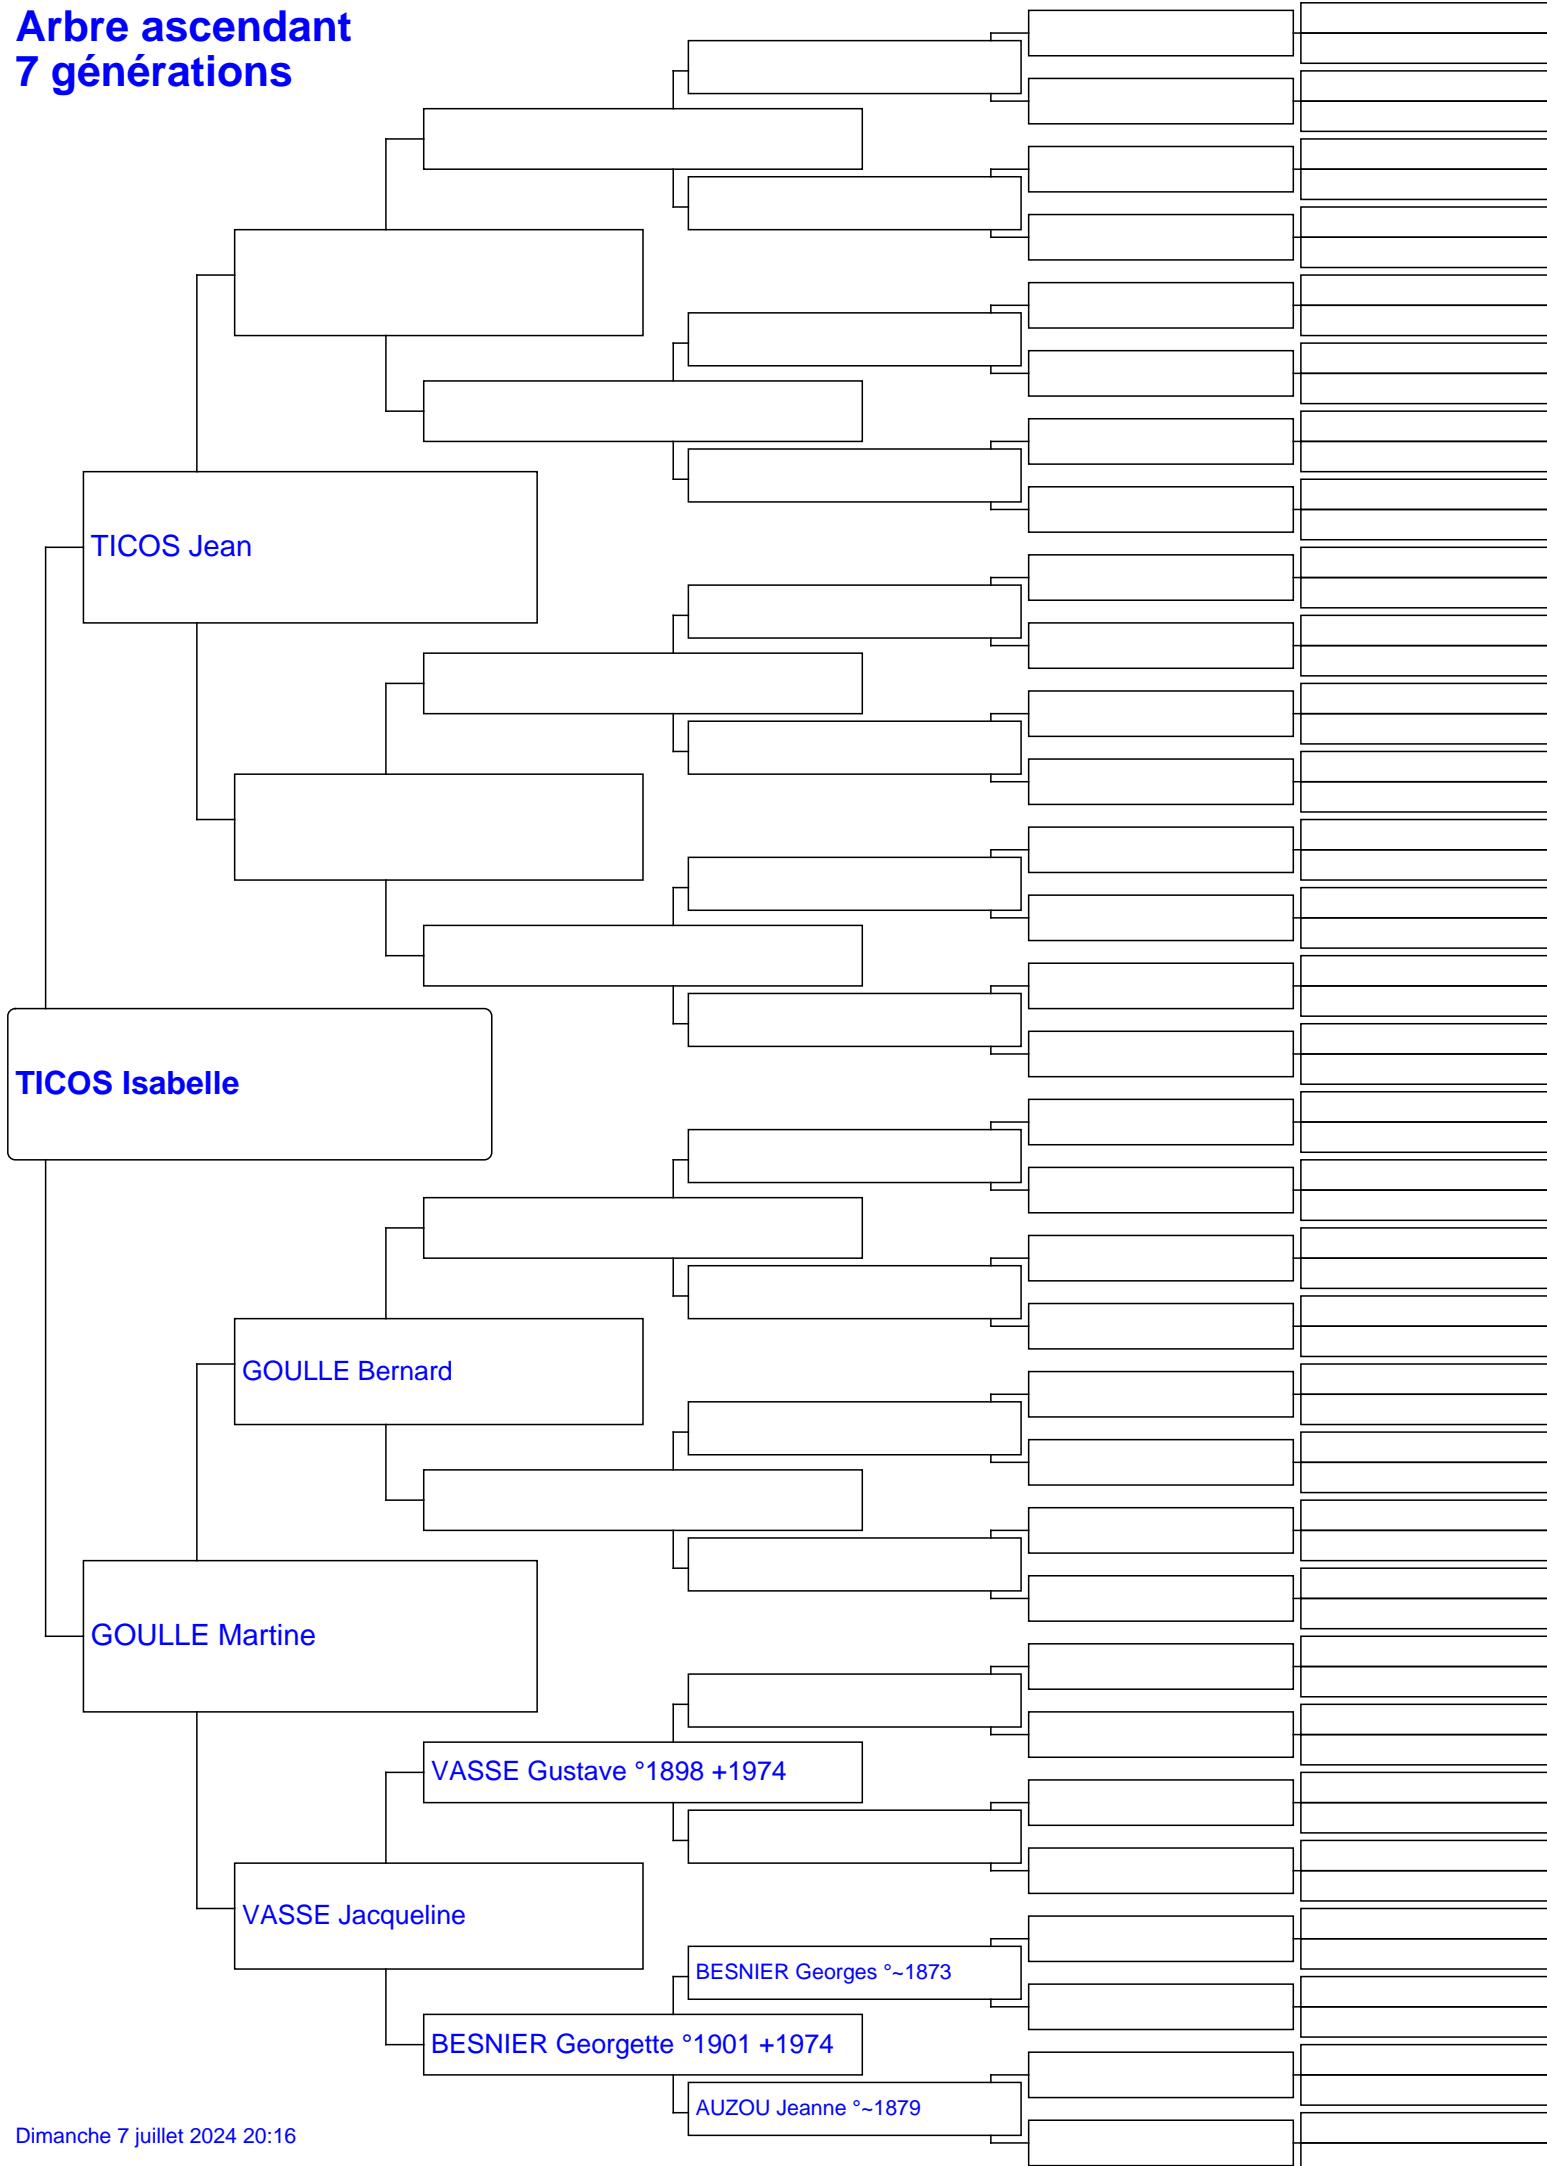 Arbre ascendant
7 générations
TICOS Jean
TICOS Isabelle
GOULLE Bernard
GOULLE Martine
VASSE Gustave °1898 +1974
VASSE Jacqueline
BESNIER Georges °~1873
BESNIER Georgette °1901 +1974
AUZOU Jeanne °~1879
Dimanche 7 juillet 2024 20:16